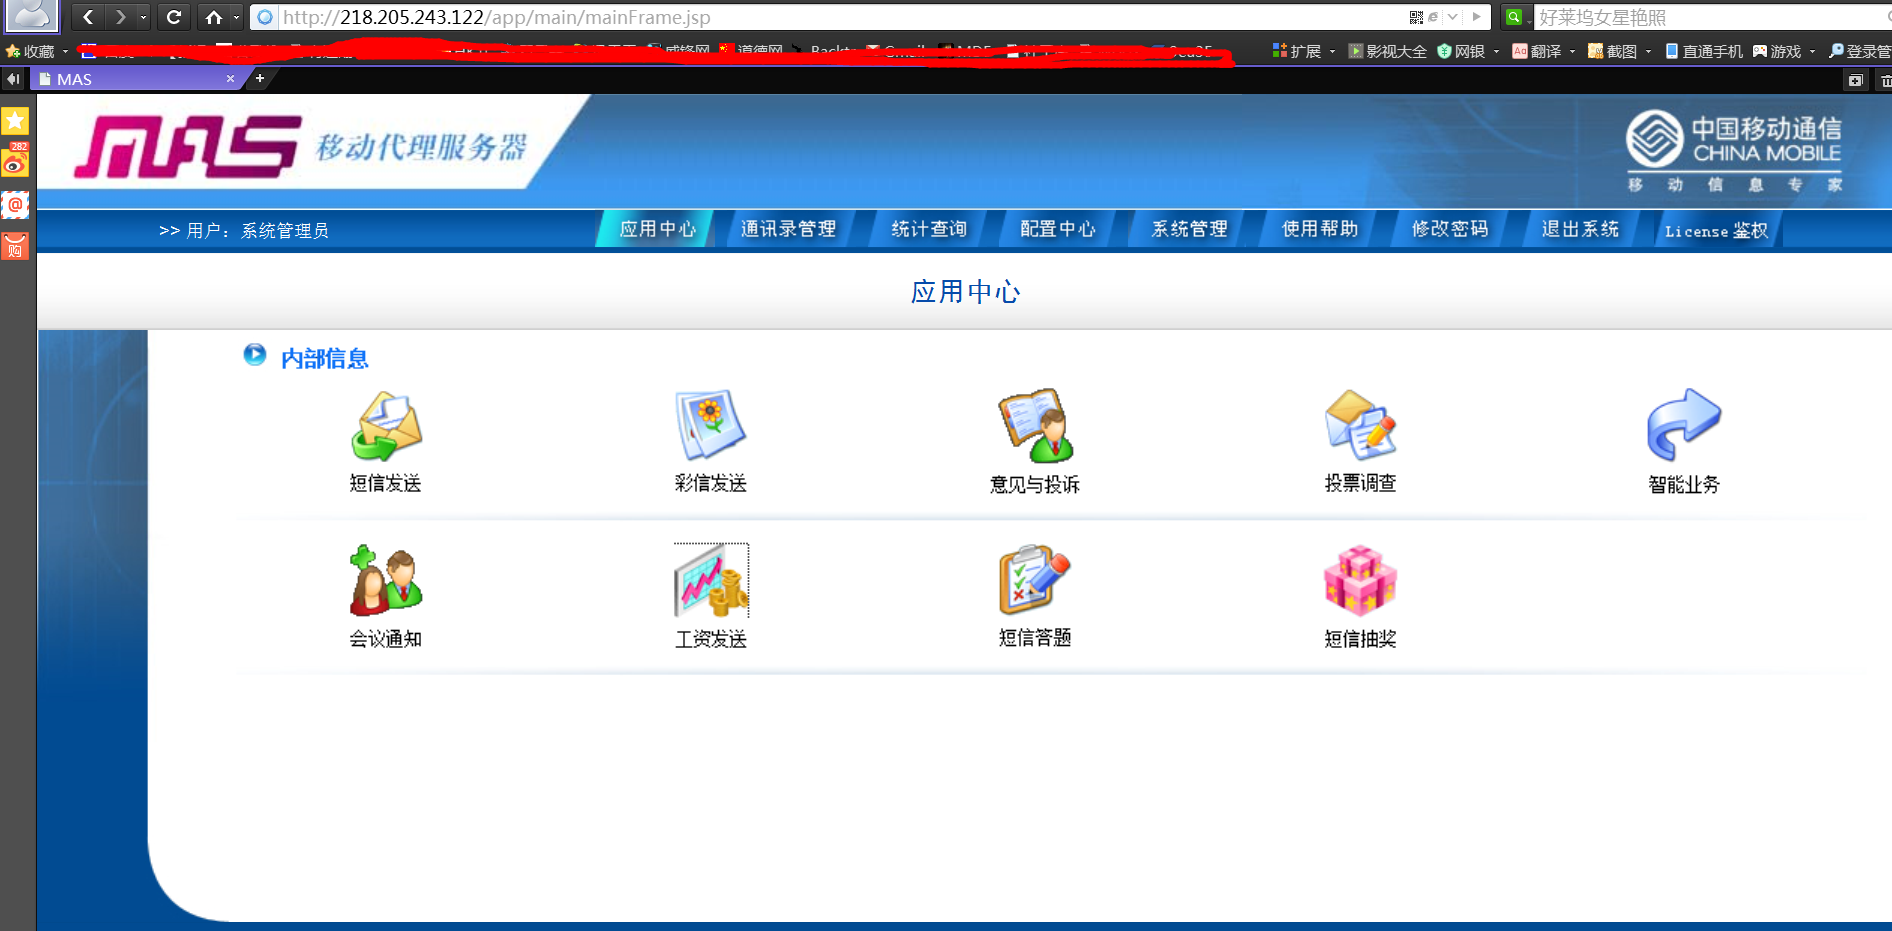 http://218.205.243.122/app/main/mainFrame.jsp
好莱坞女星艳照
收藏
扩展 影视大全 网银 翻译 截图 直通手机 游戏 登录管
MAS
282
@
购
MAS 移动代理服务器
中国移动通信
CHINA MOBILE
移动信息专家
>> 用户：系统管理员
应用中心 通讯录管理 统计查询 配置中心 系统管理 使用帮助 修改密码 退出系统 License 鉴权
应用中心
内部信息
短信发送 彩信发送 意见与投诉 投票调查 智能业务
会议通知 工资发送 短信答题 短信抽奖